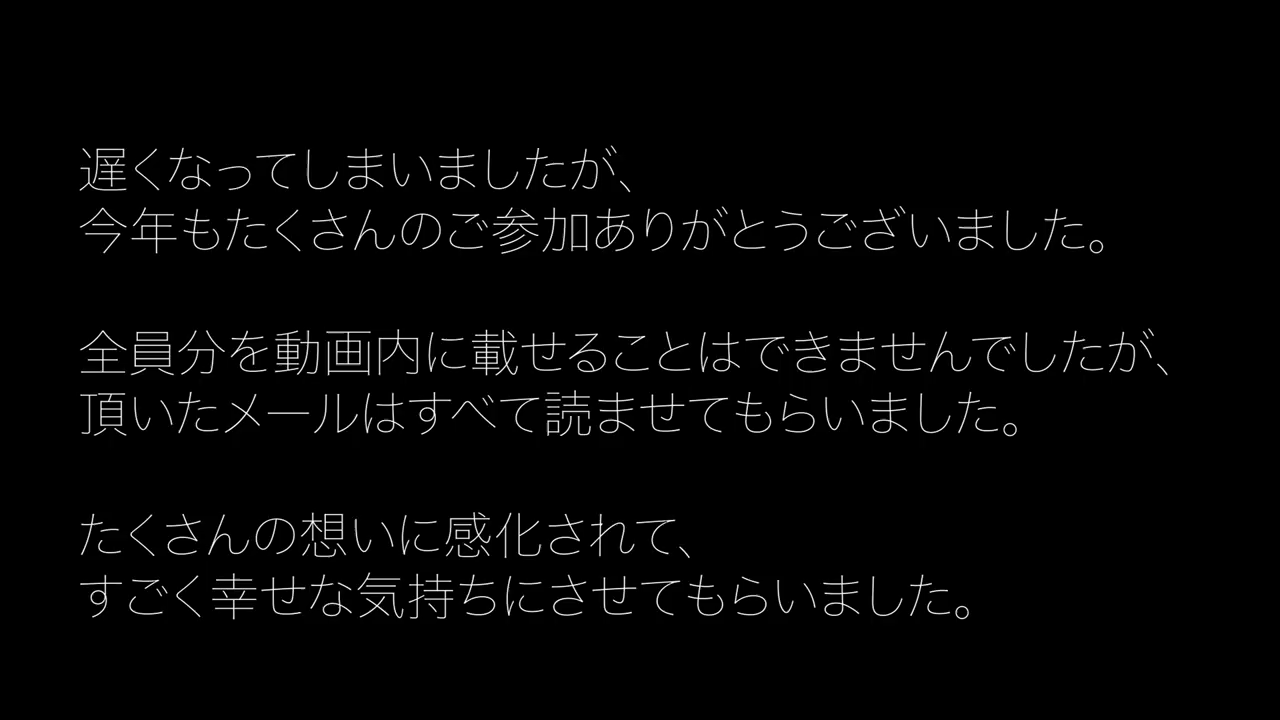 遅くなってしまいましたが、
今年もたくさんのご参加ありがとうございました。
全員分を動画内に載せることはできませんでしたが、
頂いたメールはすべて読ませてもらいました。
たくさんの想いに感化されて、
すごく幸せな気持ちにさせてもらいました。